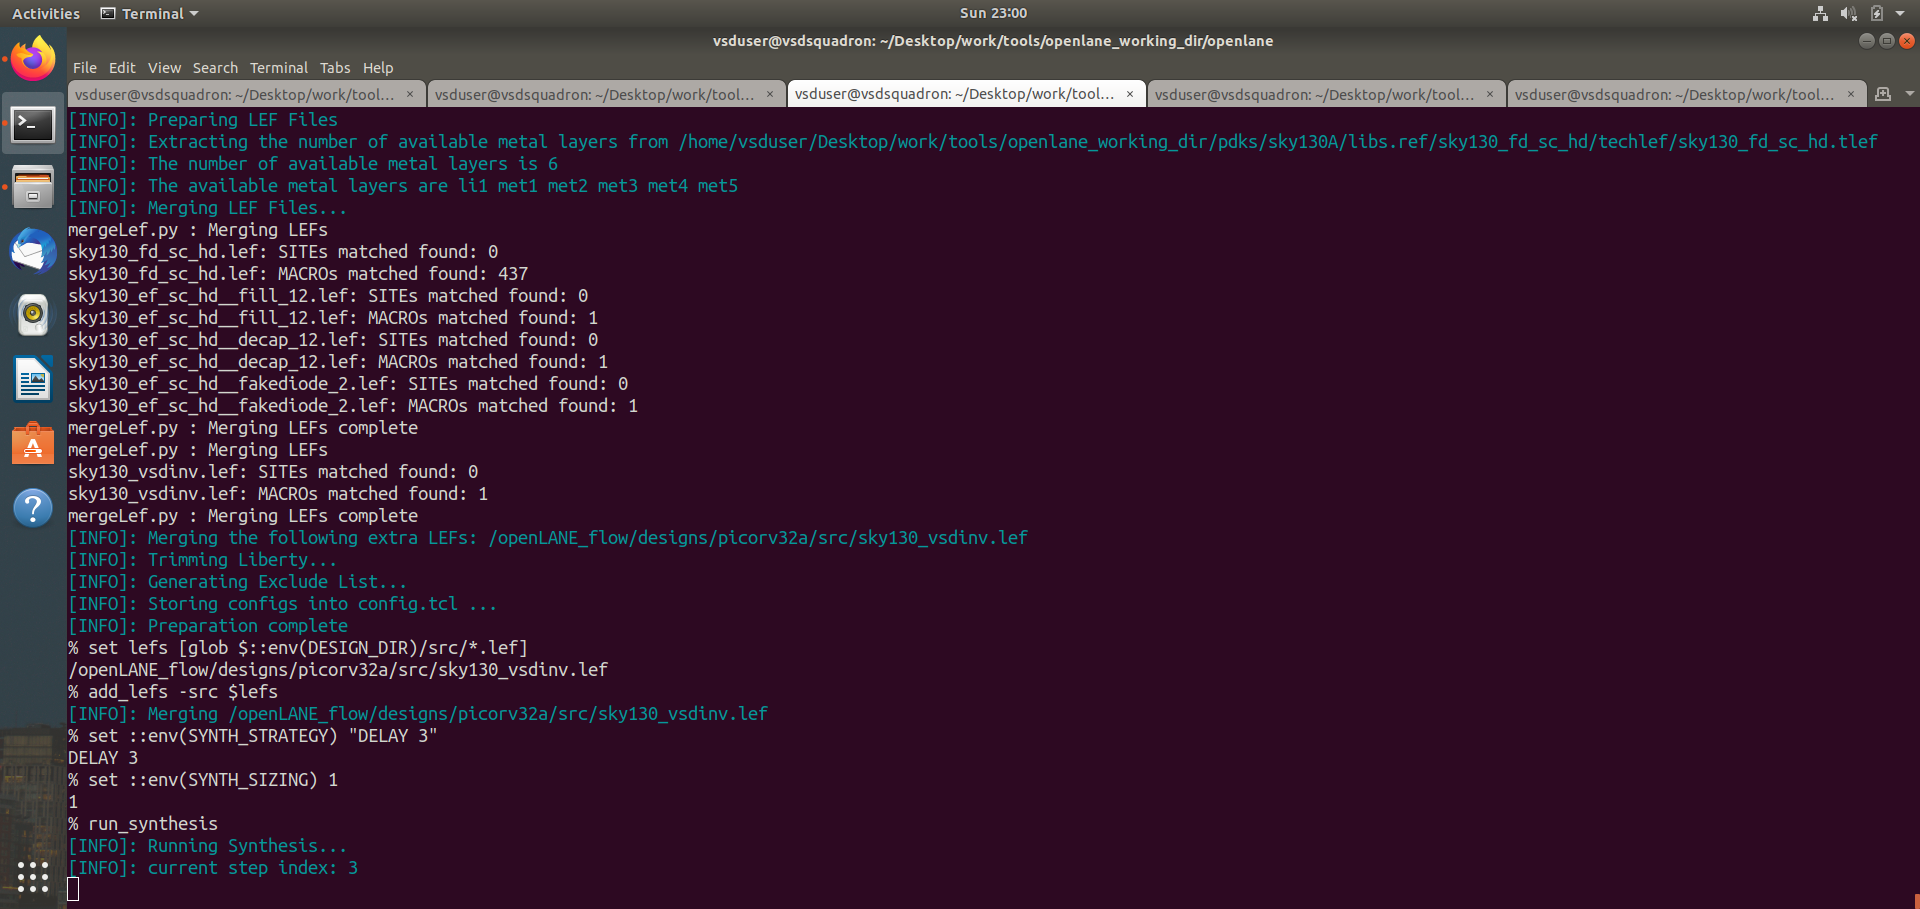 Activities Terminal Sun 23:00
vsduser@vsdsquadron: ~/Desktop/work/tools/openlane_working_dir/openlane
File Edit View Search Terminal Tabs Help
vsduser@vsdsquadron: ~/Desktop/work/tool... × vsduser@vsdsquadron: ~/Desktop/work/tool... × vsduser@vsdsquadron: ~/Desktop/work/tool... × vsduser@vsdsquadron: ~/Desktop/work/tool... × vsduser@vsdsquadron: ~/Desktop/work/tool... ×
[INFO]: Preparing LEF Files
[INFO]: Extracting the number of available metal layers from /home/vsduser/Desktop/work/tools/openlane_working_dir/pdks/sky130A/libs.ref/sky130_fd_sc_hd/techlef/sky130_fd_sc_hd.tlef
[INFO]: The number of available metal layers is 6
[INFO]: The available metal layers are li1 met1 met2 met3 met4 met5
[INFO]: Merging LEF Files...
mergeLef.py : Merging LEFs
sky130_fd_sc_hd.lef: SITEs matched found: 0
sky130_fd_sc_hd.lef: MACROs matched found: 437
sky130_ef_sc_hd__fill_12.lef: SITEs matched found: 0
sky130_ef_sc_hd__fill_12.lef: MACROs matched found: 1
sky130_ef_sc_hd__decap_12.lef: SITEs matched found: 0
sky130_ef_sc_hd__decap_12.lef: MACROs matched found: 1
sky130_ef_sc_hd__fakediode_2.lef: SITEs matched found: 0
sky130_ef_sc_hd__fakediode_2.lef: MACROs matched found: 1
mergeLef.py : Merging LEFs complete
mergeLef.py : Merging LEFs
sky130_vsdinv.lef: SITEs matched found: 0
sky130_vsdinv.lef: MACROs matched found: 1
mergeLef.py : Merging LEFs complete
[INFO]: Merging the following extra LEFs: /openLANE_flow/designs/picorv32a/src/sky130_vsdinv.lef
[INFO]: Trimming Liberty...
[INFO]: Generating Exclude List...
[INFO]: Storing configs into config.tcl ...
[INFO]: Preparation complete
% set lefs [glob $::env(DESIGN_DIR)/src/*.lef]
/openLANE_flow/designs/picorv32a/src/sky130_vsdinv.lef
% add_lefs -src $lefs
[INFO]: Merging /openLANE_flow/designs/picorv32a/src/sky130_vsdinv.lef
% set ::env(SYNTH_STRATEGY) "DELAY 3"
DELAY 3
% set ::env(SYNTH_SIZING) 1
1
% run_synthesis
[INFO]: Running Synthesis...
[INFO]: current step index: 3